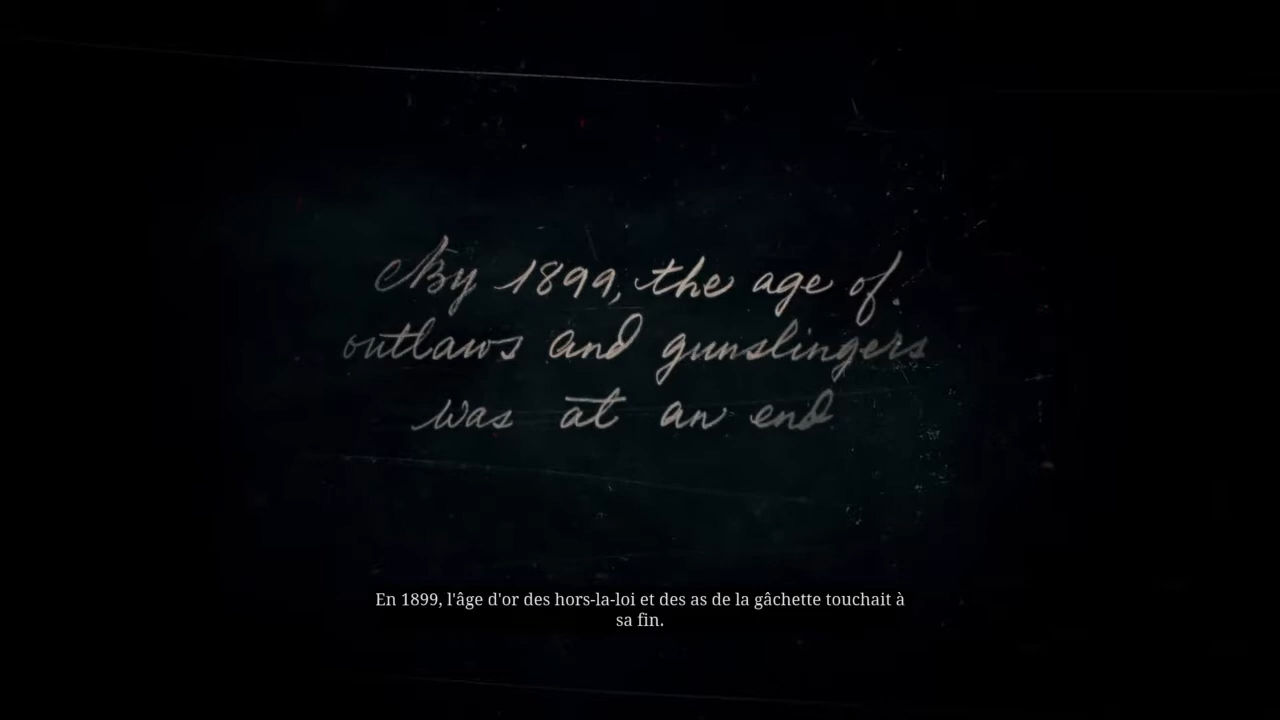 By 1899, the age of
outlaws and gunslingers
was at an end
En 1899, l'âge d'or des hors-la-loi et des as de la gâchette touchait à
sa fin.